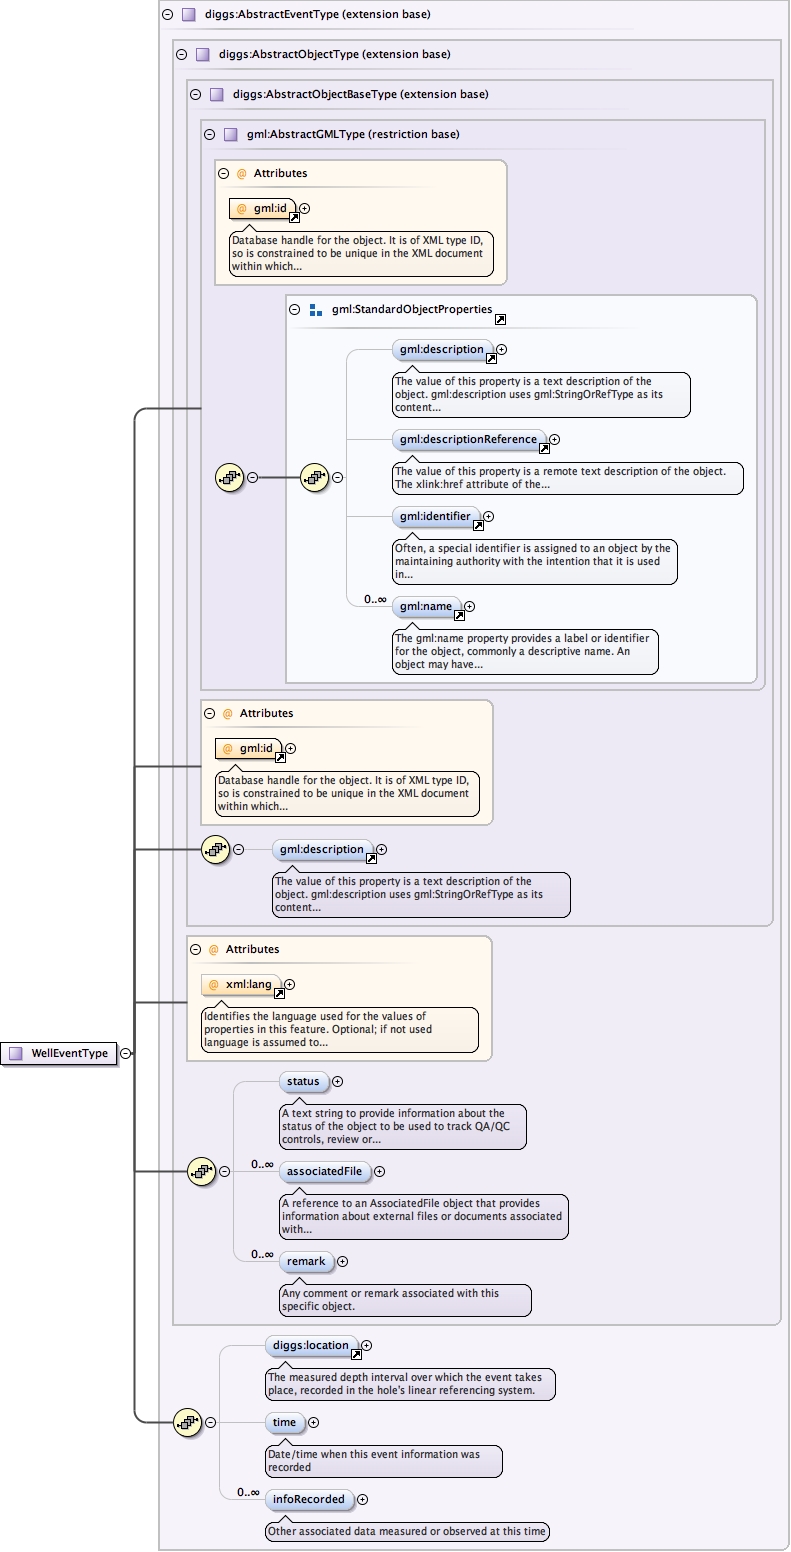 diggs:AbstractEventType (extension base)
diggs:AbstractObjectType (extension base)
diggs:AbstractObjectBaseType (extension base)
gml:AbstractGMLType (restriction base)
@ Attributes
@ gml:id
Database handle for the object. It is of XML type ID,
so is constrained to be unique in the XML document
within which...
gml:StandardObjectProperties
gml:description
The value of this property is a text description of the
object. gml:description uses gml:StringOrRefType as its
content...
gml:descriptionReference
The value of this property is a remote text description of the object.
The xlink:href attribute of the...
gml:identifier
Often, a special identifier is assigned to an object by the
maintaining authority with the intention that it is used
in...
0..∞ gml:name
The gml:name property provides a label or identifier
for the object, commonly a descriptive name. An
object may have...
@ Attributes
@ gml:id
Database handle for the object. It is of XML type ID,
so is constrained to be unique in the XML document
within which...
gml:description
The value of this property is a text description of the
object. gml:description uses gml:StringOrRefType as its
content...
@ Attributes
@ xml:lang
Identifies the language used for the values of
properties in this feature. Optional; if not used
language is assumed to...
WellEventType
status
A text string to provide information about the
status of the object to be used to track QA/QC
controls, review or...
0..∞ associatedFile
A reference to an AssociatedFile object that provides
information about external files or documents associated
with...
0..∞ remark
Any comment or remark associated with this
specific object.
diggs:location
The measured depth interval over which the event takes
place, recorded in the hole's linear referencing system.
time
Date/time when this event information was
recorded
0..∞ infoRecorded
Other associated data measured or observed at this time